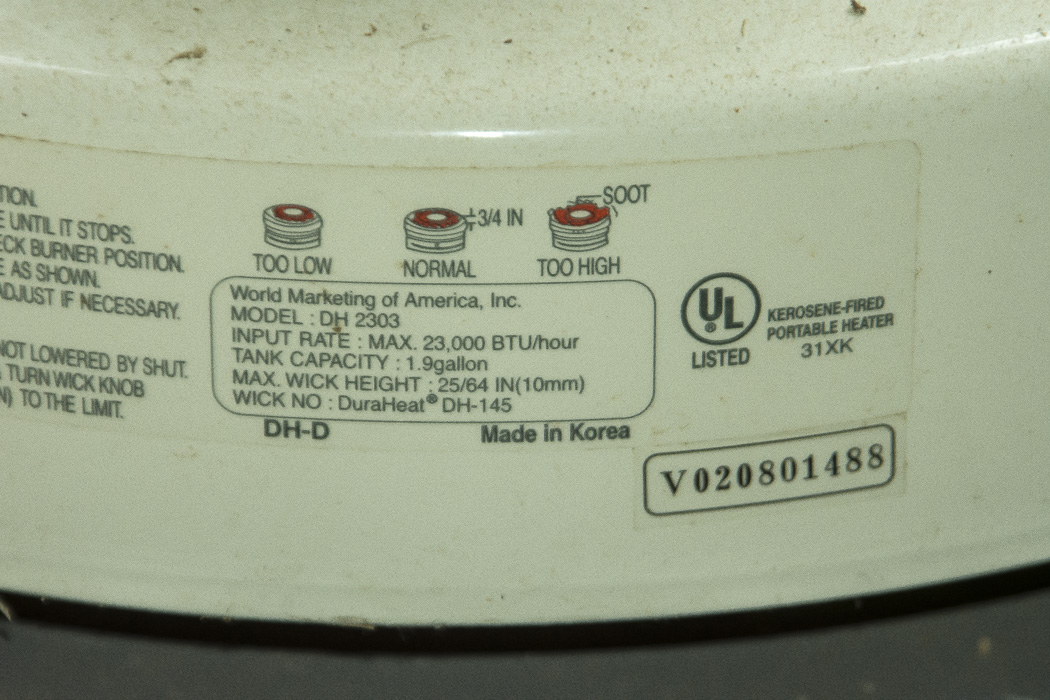 TION.
E UNTIL IT STOPS.
ECK BURNER POSITION.
E AS SHOWN.
ADJUST IF NECESSARY.
NOT LOWERED BY SHUT.
TURN WICK KNOB
N) TO THE LIMIT.
SOOT
3/4 IN
TOO LOW NORMAL TOO HIGH
World Marketing of America, Inc.
MODEL : DH 2303
INPUT RATE : MAX. 23,000 BTU/hour
TANK CAPACITY : 1.9gallon
MAX. WICK HEIGHT : 25/64 IN(10mm)
WICK NO : DuraHeat® DH-145
DH-D Made in Korea
UL
®
LISTED
KEROSENE-FIRED
PORTABLE HEATER
31XK
V020801488